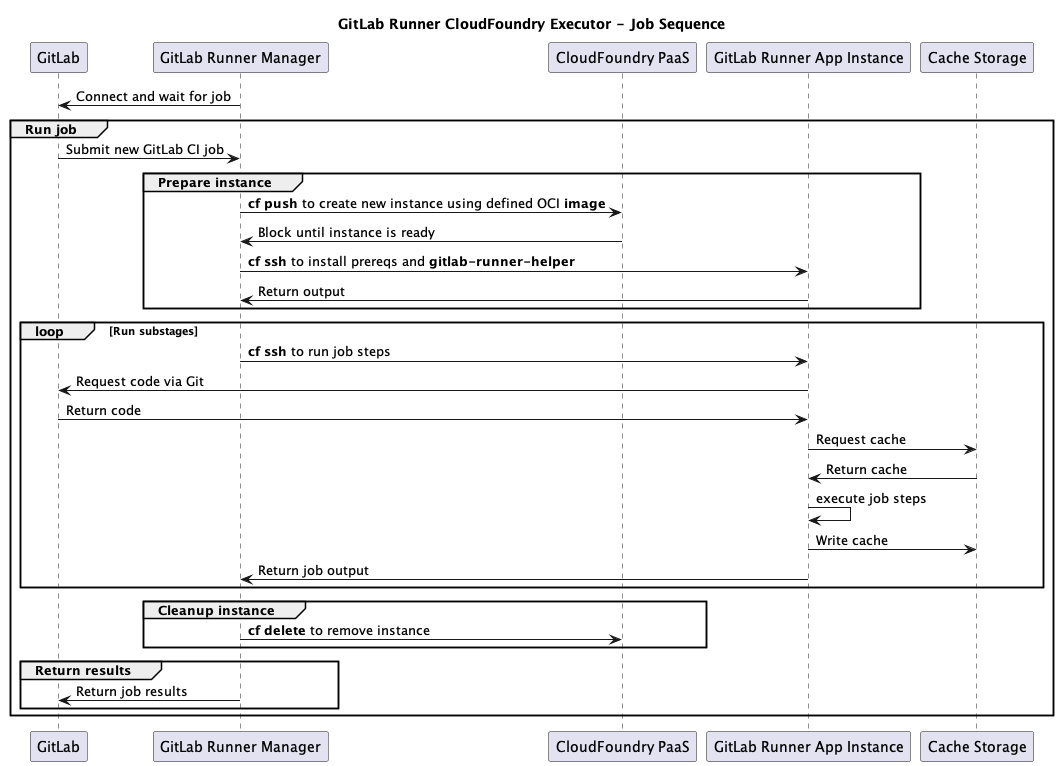 GitLab Runner CloudFoundry Executor - Job Sequence
GitLab
GitLab Runner Manager
CloudFoundry PaaS
GitLab Runner App Instance
Cache Storage
Connect and wait for job
Run job
Submit new GitLab CI job
Prepare instance
cf push to create new instance using defined OCI image
Block until instance is ready
cf ssh to install prereqs and gitlab-runner-helper
Return output
loop [Run substages]
cf ssh to run job steps
Request code via Git
Return code
Request cache
Return cache
execute job steps
Write cache
Return job output
Cleanup instance
cf delete to remove instance
Return results
Return job results
GitLab
GitLab Runner Manager
CloudFoundry PaaS
GitLab Runner App Instance
Cache Storage